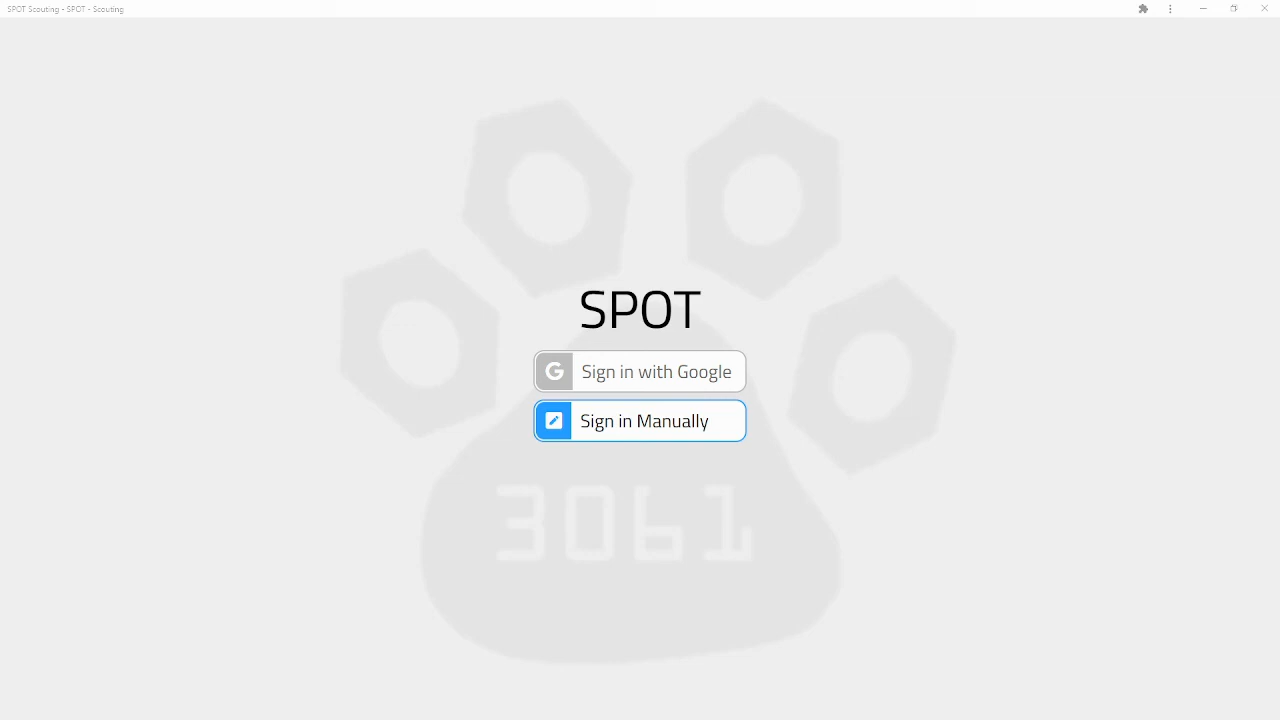 SPOT Scouting - SPOT - Scouting
SPOT
G Sign in with Google
Sign in Manually
3061